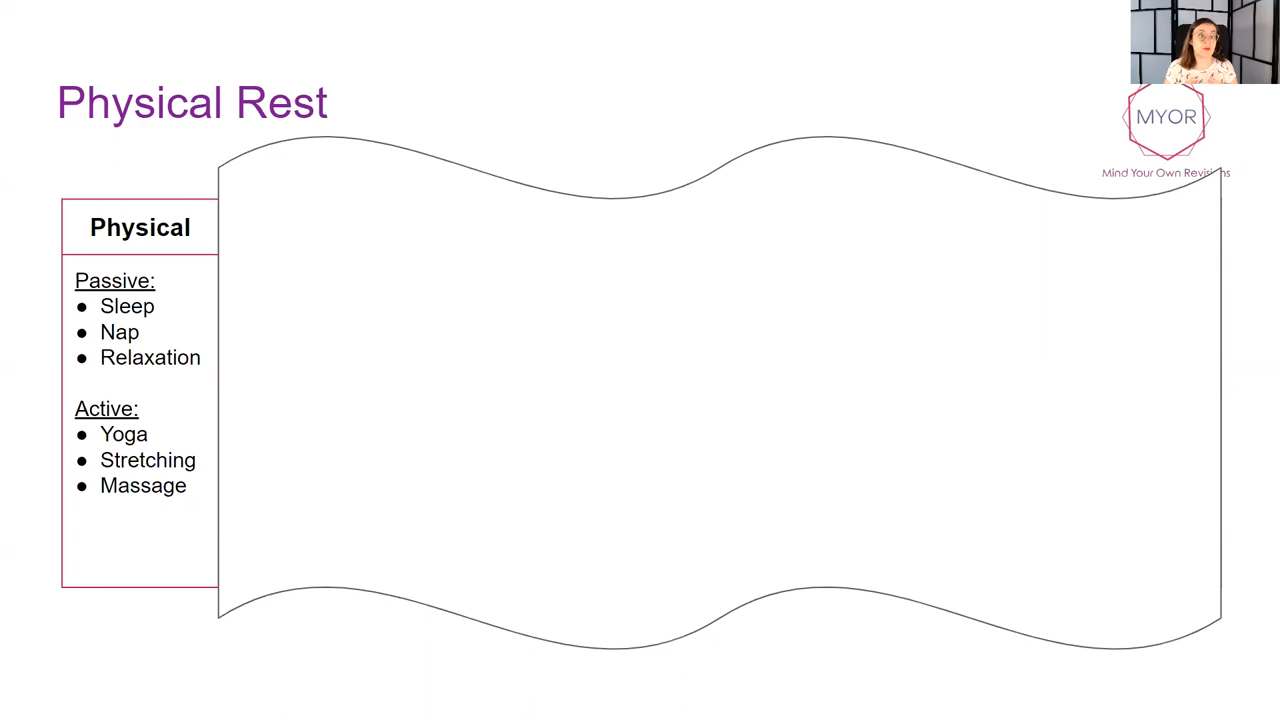 Physical Rest
MYOR
Mind Your Own Revisions
Physical
Passive:
● Sleep
● Nap
● Relaxation
Active:
● Yoga
● Stretching
● Massage